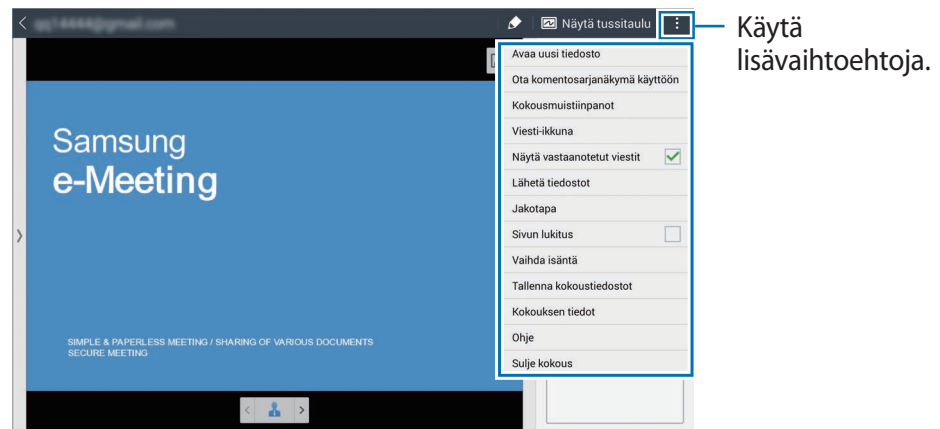 Näytä tussitaulu
Käytä
lisävaihtoehtoja.
Avaa uusi tiedosto
Ota komentosarjanäkymä käyttöön
Kokousmuistiinpanot
Viesti-ikkuna
Näytä vastaanotetut viestit
Lähetä tiedostot
Jakotapa
Sivun lukitus
Vaihda isäntä
Tallenna kokoustiedostot
Kokouksen tiedot
Ohje
Sulje kokous
Samsung
e-Meeting
SIMPLE & PAPERLESS MEETING / SHARING OF VARIOUS DOCUMENTS
SECURE MEETING